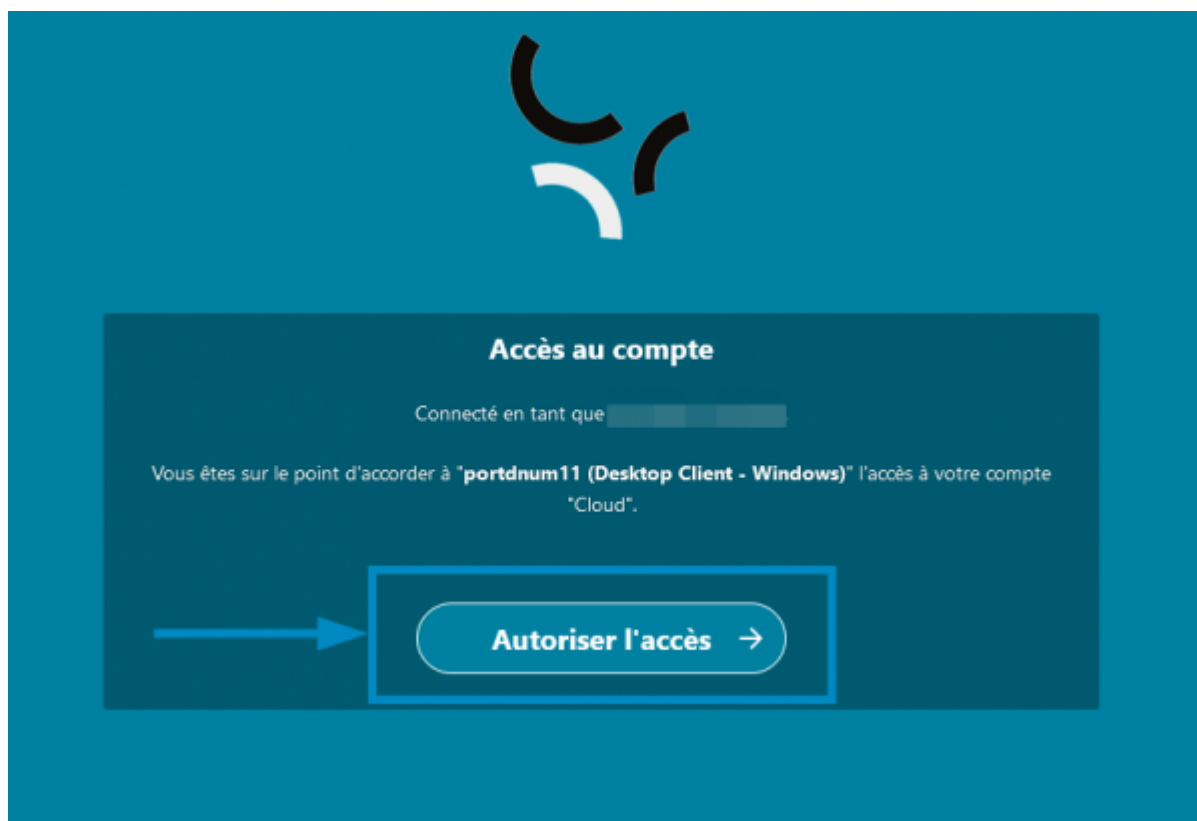 Accès au compte
Connecté en tant que
Vous êtes sur le point d'accorder à "portdnum11 (Desktop Client - Windows)" l'accès à votre compte
"Cloud".
Autoriser l'accès